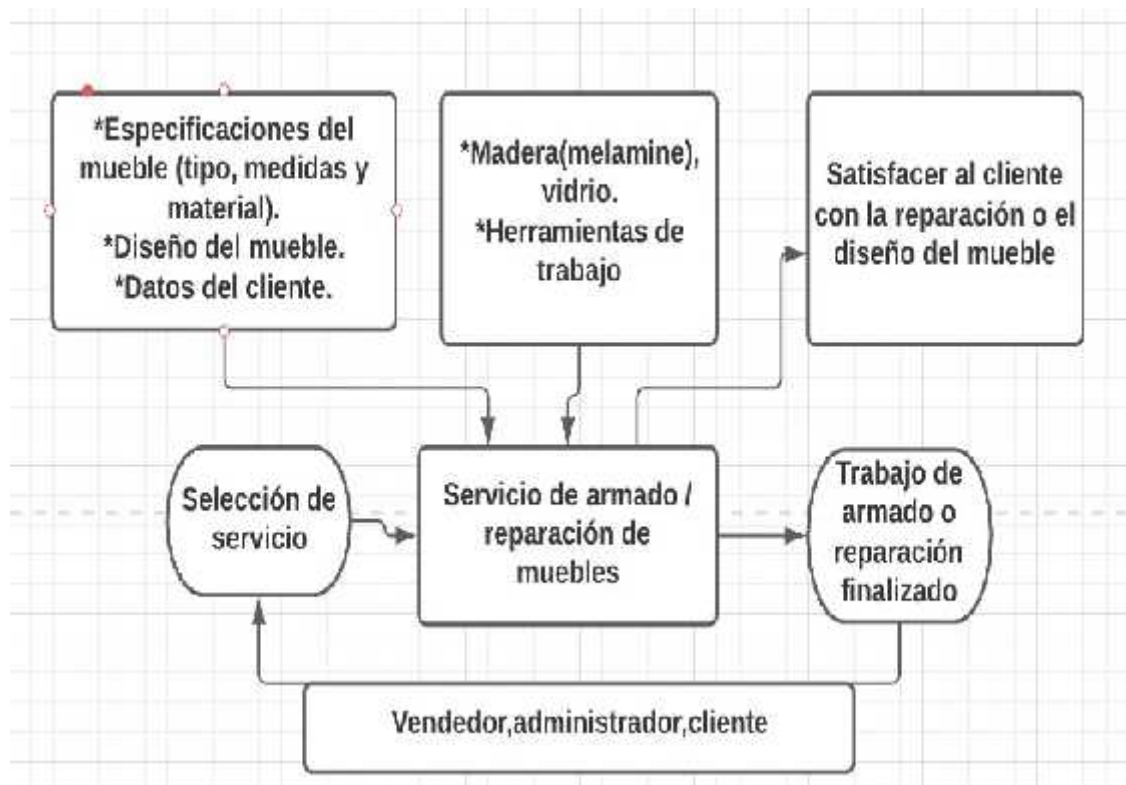 *Especificaciones del
mueble (tipo, medidas y
material).
*Diseño del mueble.
*Datos del cliente.
*Madera(melamine),
vidrio.
*Herramientas de
trabajo
Satisfacer al cliente
con la reparación o el
diseño del mueble
Selección de
servicio
Servicio de armado /
reparación de
muebles
Trabajo de
armado o
reparación
finalizado
Vendedor,administrador,cliente